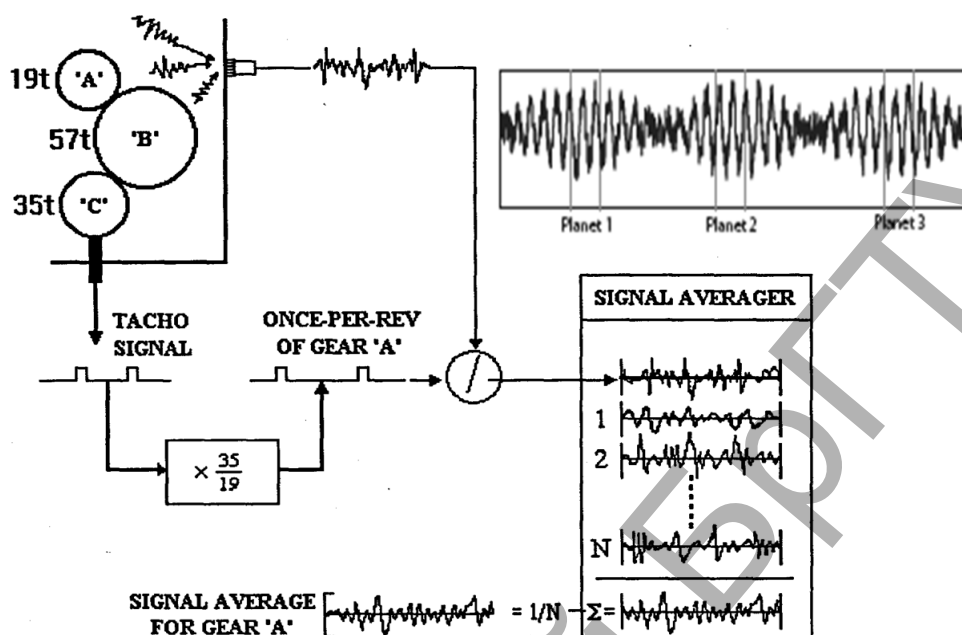 19t
"A"
57t
"B"
35t
"C"
Planet 1
Planet 2
Planet 3
TACHO
SIGNAL
ONCE-PER-REV
OF GEAR "A"
× 35/19
SIGNAL AVERAGER
1
2
N
SIGNAL AVERAGE
FOR GEAR "A"
= 1/N
Σ=
БрГТУ